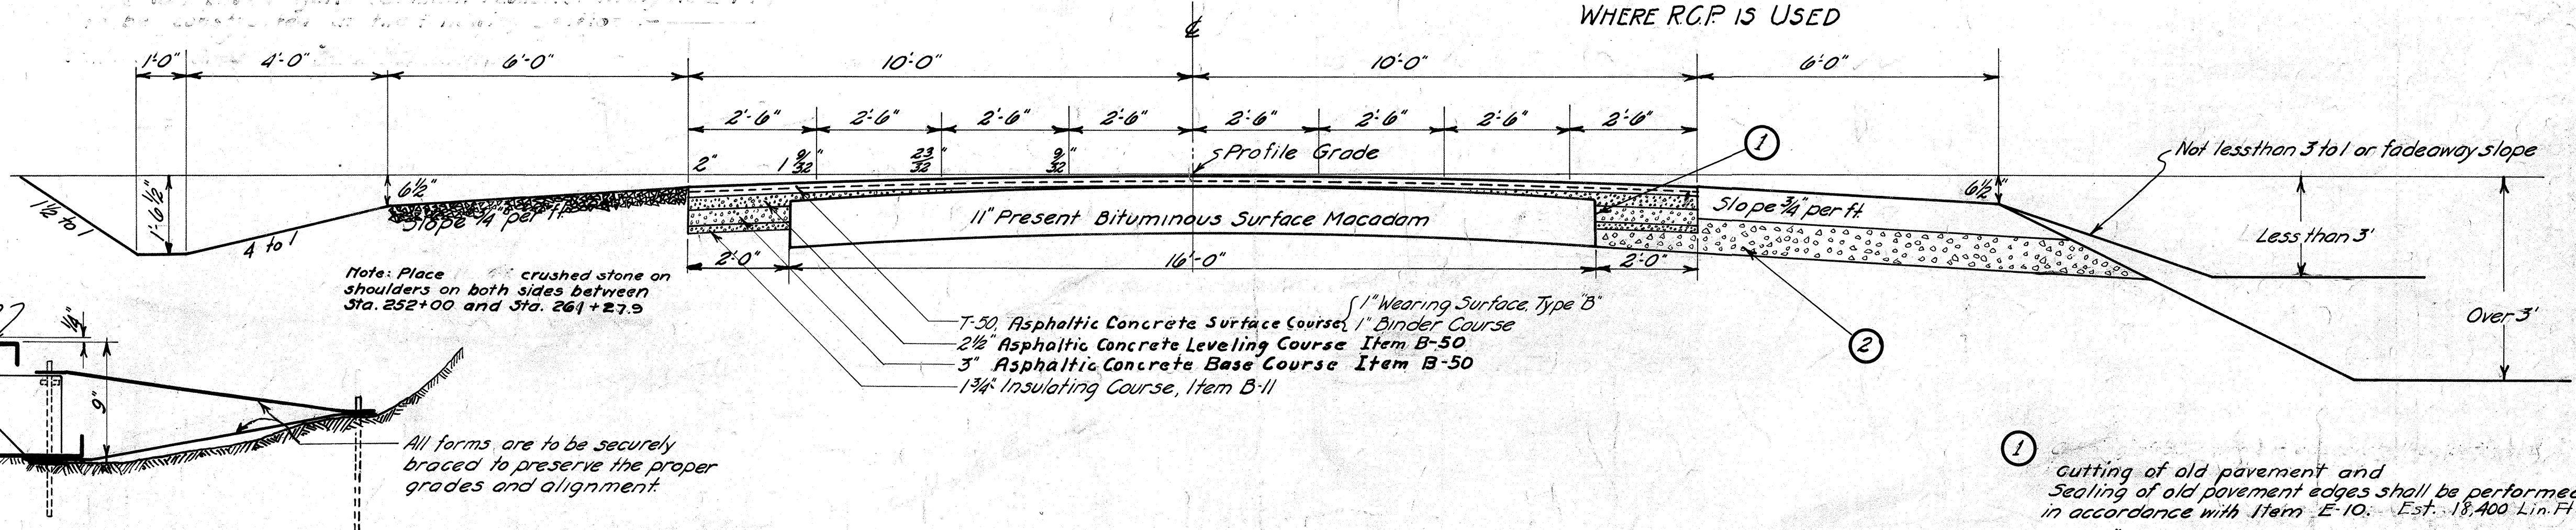 WHERE R.C.P. IS USED
℄
1'-0" 4'-0" 6'-0" 10'-0" 10'-0" 6'-0"
2'-6" 2'-6" 2'-6" 2'-6" 2'-6" 2'-6" 2'-6" 2'-6"
2" 1 9/32" 23/32" 9/32"
Profile Grade
1
Not less than 3 to 1 or fadeaway slope
1½ to 1
1'-6½"
6½"
Slope ¾" per ft.
4 to 1
11" Present Bituminous Surface Macadam
Slope ¾" per ft.
6½"
Less than 3'
Over 3'
2'-0" 16'-0" 2'-0"
Note: Place crushed stone on
shoulders on both sides between
Sta. 252+00 and Sta. 261+27.9
T-50, Asphaltic Concrete Surface Course { 1" Wearing Surface, Type "B"
1" Binder Course
2½" Asphaltic Concrete Leveling Course Item B-50
3" Asphaltic Concrete Base Course Item B-50
1¾" Insulating Course, Item B-11
2
¼"
9"
All forms are to be securely
braced to preserve the proper
grades and alignment.
1
cutting of old pavement and
Sealing of old pavement edges shall be performed
in accordance with Item E-10. Est. 18,400 Lin. Ft